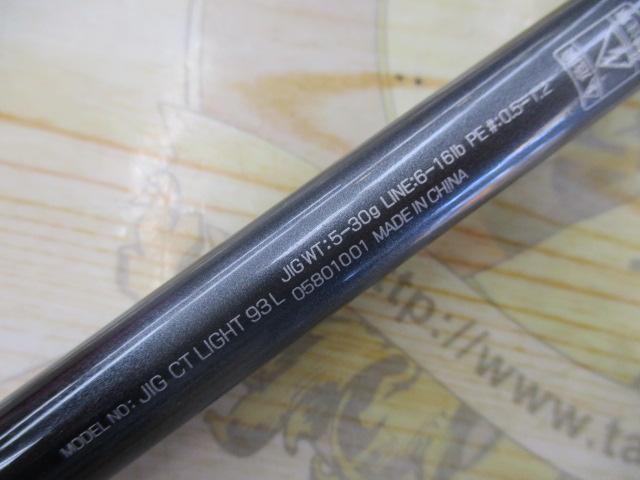 JIG WT:5-30g LINE:6-16lb PE#:0.5-1.2
MODEL NO: JIG CT LIGHT 93L 05801001 MADE IN CHINA
http://www.ta